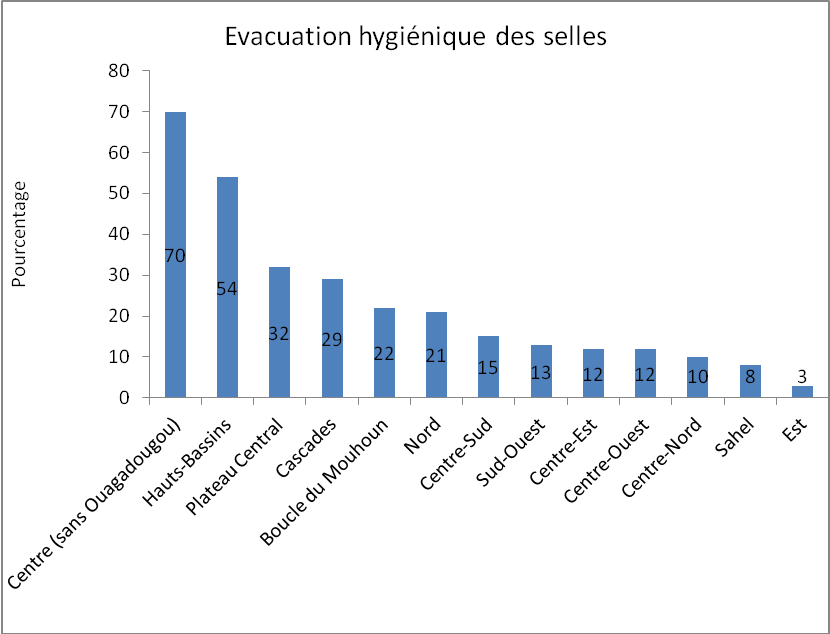 Evacuation hygiénique des selles
Pourcentage
80
70
60
50
40
30
20
10
0
70
54
32
29
22
21
15
13
12
12
10
8
3
Centre (sans Ouagadougou)
Hauts-Bassins
Plateau Central
Cascades
Boucle du Mouhoun
Nord
Centre-Sud
Sud-Ouest
Centre-Est
Centre-Ouest
Centre-Nord
Sahel
Est